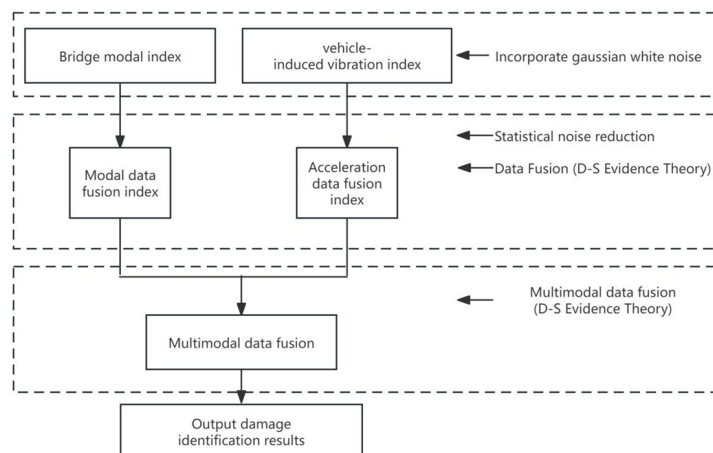 Bridge modal index
vehicle-
induced vibration index
Incorporate gaussian white noise
Statistical noise reduction
Modal data
fusion index
Acceleration
data fusion
index
Data Fusion (D-S Evidence Theory)
Multimodal data fusion
(D-S Evidence Theory)
Multimodal data fusion
Output damage
identification results